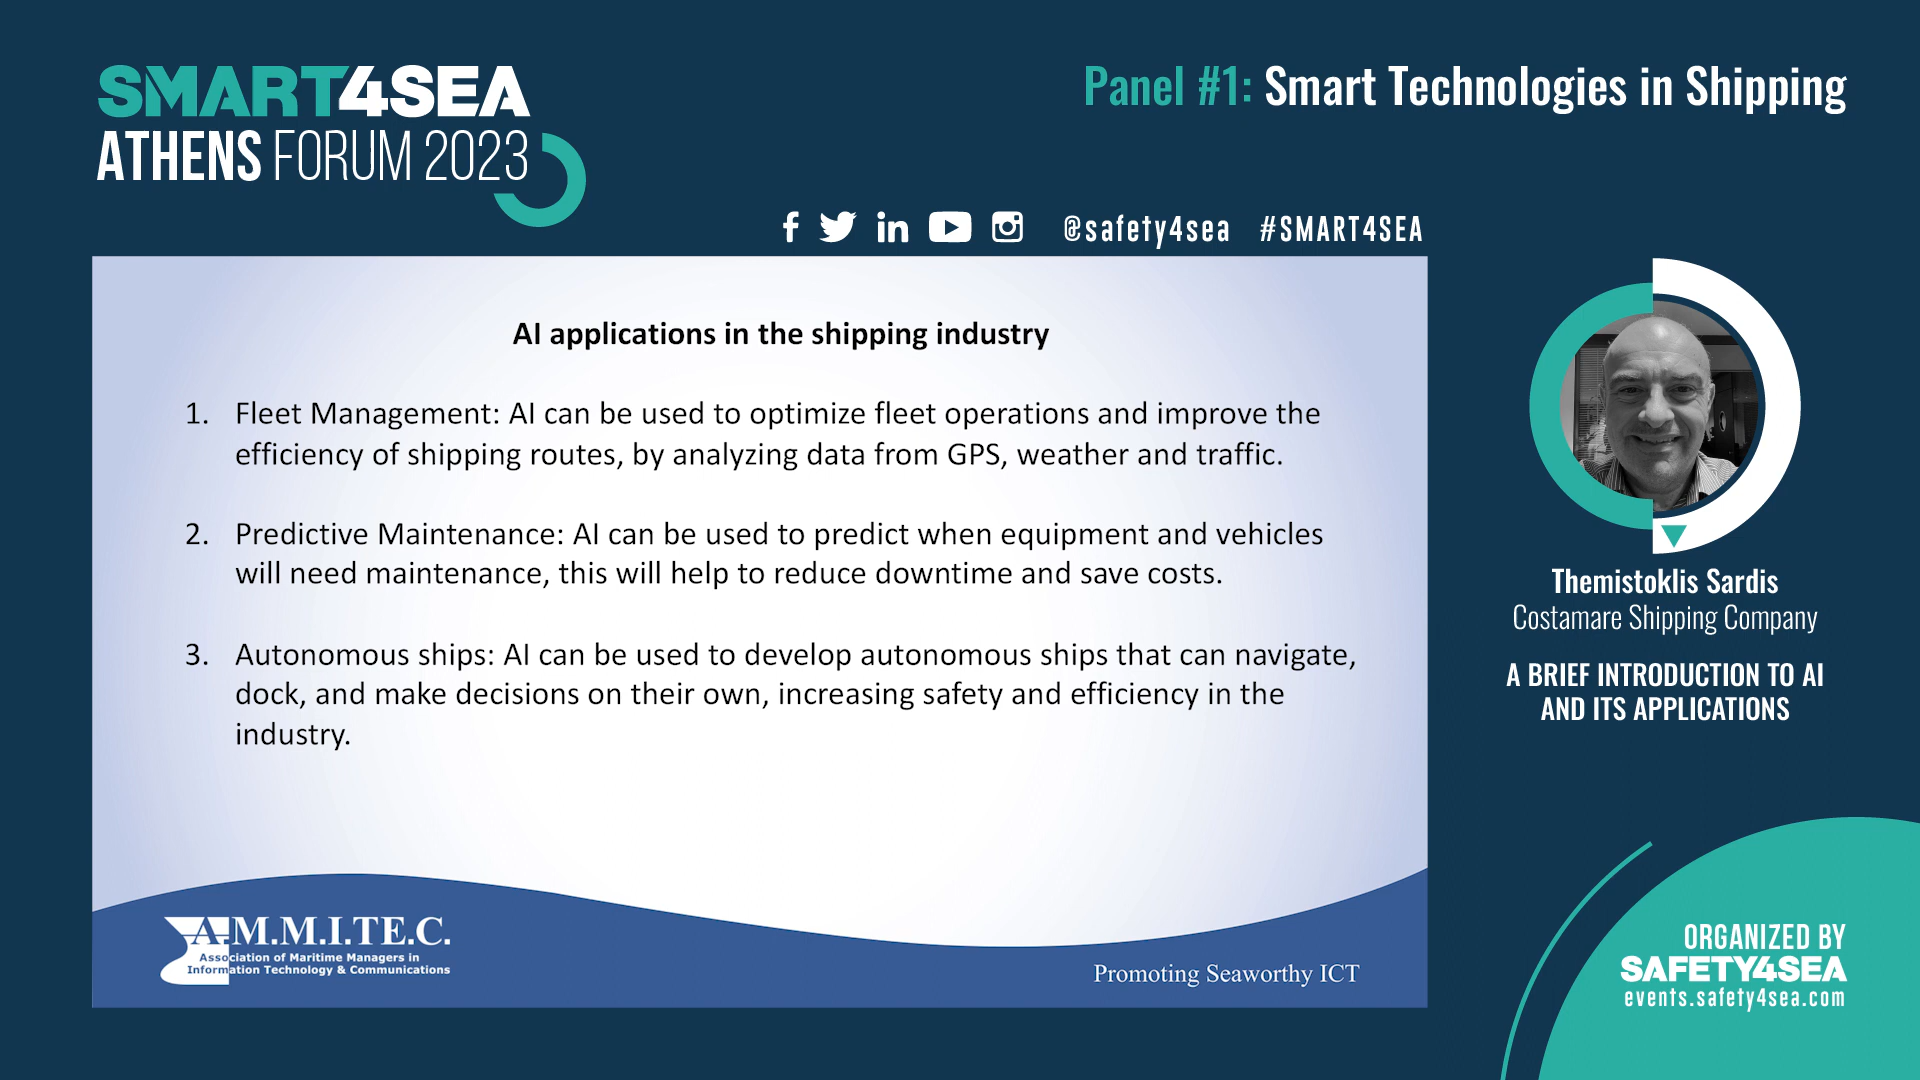 SMART4SEA
ATHENS FORUM 2023
Panel #1: Smart Technologies in Shipping
@safety4sea #SMART4SEA
AI applications in the shipping industry
1. Fleet Management: AI can be used to optimize fleet operations and improve the
efficiency of shipping routes, by analyzing data from GPS, weather and traffic.
2. Predictive Maintenance: AI can be used to predict when equipment and vehicles
will need maintenance, this will help to reduce downtime and save costs.
3. Autonomous ships: AI can be used to develop autonomous ships that can navigate,
dock, and make decisions on their own, increasing safety and efficiency in the
industry.
A.M.M.I.TE.C.
Association of Maritime Managers in
Information Technology & Communications
Promoting Seaworthy ICT
Themistoklis Sardis
Costamare Shipping Company
A BRIEF INTRODUCTION TO AI
AND ITS APPLICATIONS
ORGANIZED BY
SAFETY4SEA
events.safety4sea.com